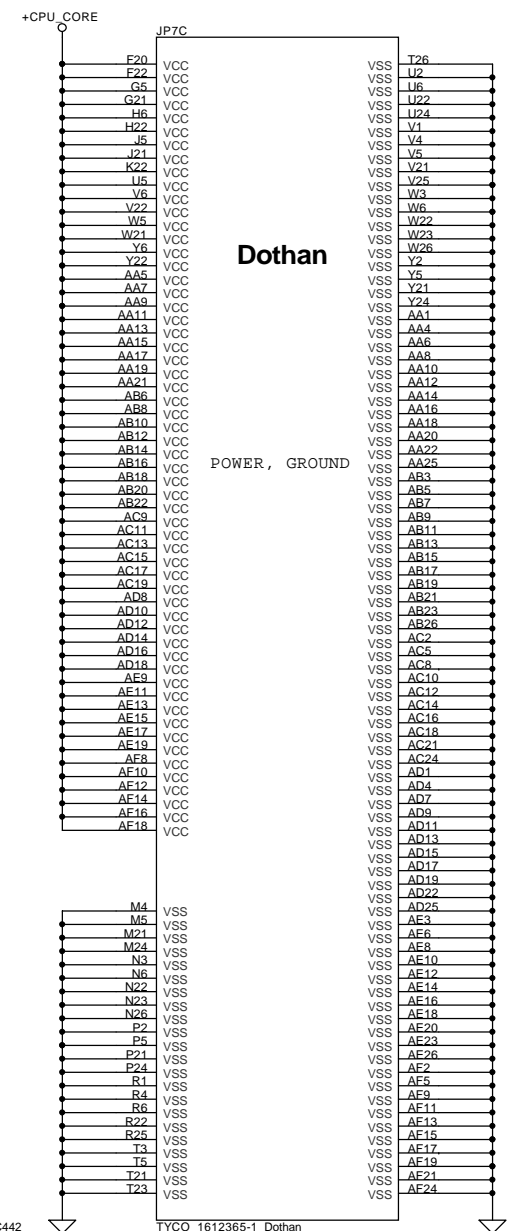 +CPU_CORE
JP7C
F20 VCC
F22 VCC
G5 VCC
G21 VCC
H6 VCC
H22 VCC
J5 VCC
J21 VCC
K22 VCC
U5 VCC
V6 VCC
V22 VCC
W5 VCC
W21 VCC
Y6 VCC
Y22 VCC
AA5 VCC
AA7 VCC
AA9 VCC
AA11 VCC
AA13 VCC
AA15 VCC
AA17 VCC
AA19 VCC
AA21 VCC
AB6 VCC
AB8 VCC
AB10 VCC
AB12 VCC
AB14 VCC
AB16 VCC
AB18 VCC
AB20 VCC
AB22 VCC
AC9 VCC
AC11 VCC
AC13 VCC
AC15 VCC
AC17 VCC
AC19 VCC
AD8 VCC
AD10 VCC
AD12 VCC
AD14 VCC
AD16 VCC
AD18 VCC
AE9 VCC
AE11 VCC
AE13 VCC
AE15 VCC
AE17 VCC
AE19 VCC
AF8 VCC
AF10 VCC
AF12 VCC
AF14 VCC
AF16 VCC
AF18 VCC
M4 VSS
M5 VSS
M21 VSS
M24 VSS
N3 VSS
N6 VSS
N22 VSS
N23 VSS
N26 VSS
P2 VSS
P5 VSS
P21 VSS
P24 VSS
R1 VSS
R4 VSS
R6 VSS
R22 VSS
R25 VSS
T3 VSS
T5 VSS
T21 VSS
T23 VSS
Dothan
POWER, GROUND
VSS T26
VSS U2
VSS U6
VSS U22
VSS U24
VSS V1
VSS V4
VSS V5
VSS V21
VSS V25
VSS W3
VSS W6
VSS W22
VSS W23
VSS W26
VSS Y2
VSS Y5
VSS Y21
VSS Y24
VSS AA1
VSS AA4
VSS AA6
VSS AA8
VSS AA10
VSS AA12
VSS AA14
VSS AA16
VSS AA18
VSS AA20
VSS AA22
VSS AA25
VSS AB3
VSS AB5
VSS AB7
VSS AB9
VSS AB11
VSS AB13
VSS AB15
VSS AB17
VSS AB19
VSS AB21
VSS AB23
VSS AB26
VSS AC2
VSS AC5
VSS AC8
VSS AC10
VSS AC12
VSS AC14
VSS AC16
VSS AC18
VSS AC21
VSS AC24
VSS AD1
VSS AD4
VSS AD7
VSS AD9
VSS AD11
VSS AD13
VSS AD15
VSS AD17
VSS AD19
VSS AD22
VSS AD25
VSS AE3
VSS AE6
VSS AE8
VSS AE10
VSS AE12
VSS AE14
VSS AE16
VSS AE18
VSS AE20
VSS AE23
VSS AE26
VSS AF2
VSS AF5
VSS AF9
VSS AF11
VSS AF13
VSS AF15
VSS AF17
VSS AF19
VSS AF21
VSS AF24
TYCO_1612365-1_Dothan